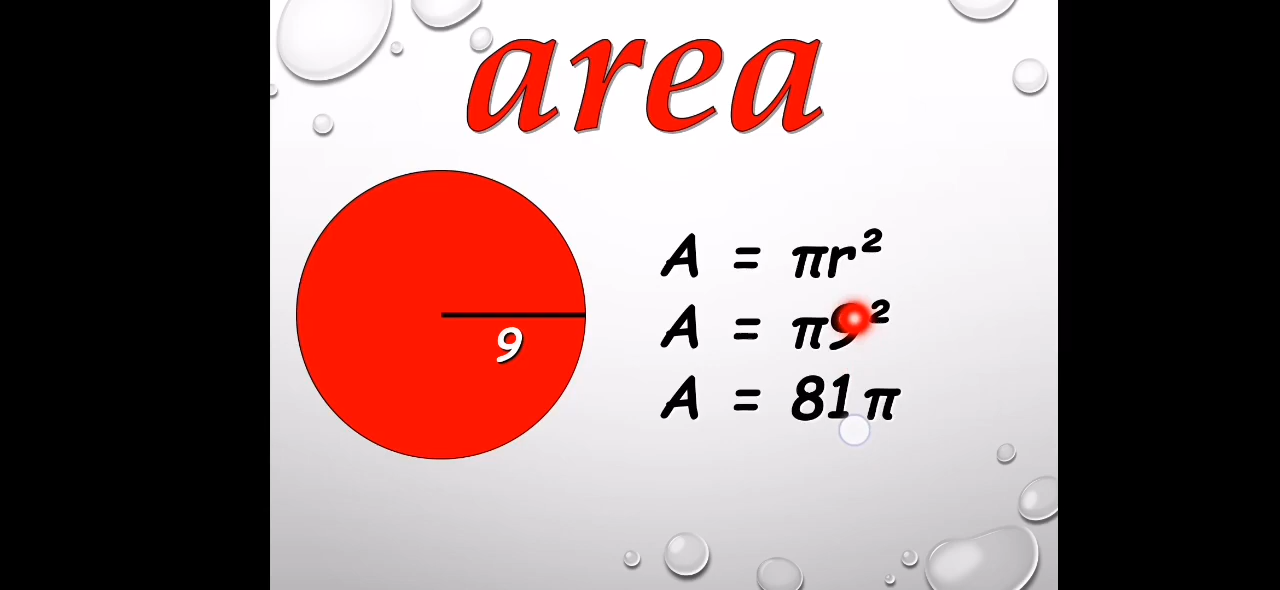 area
9
A = πr²
A = π9²
A = 81π